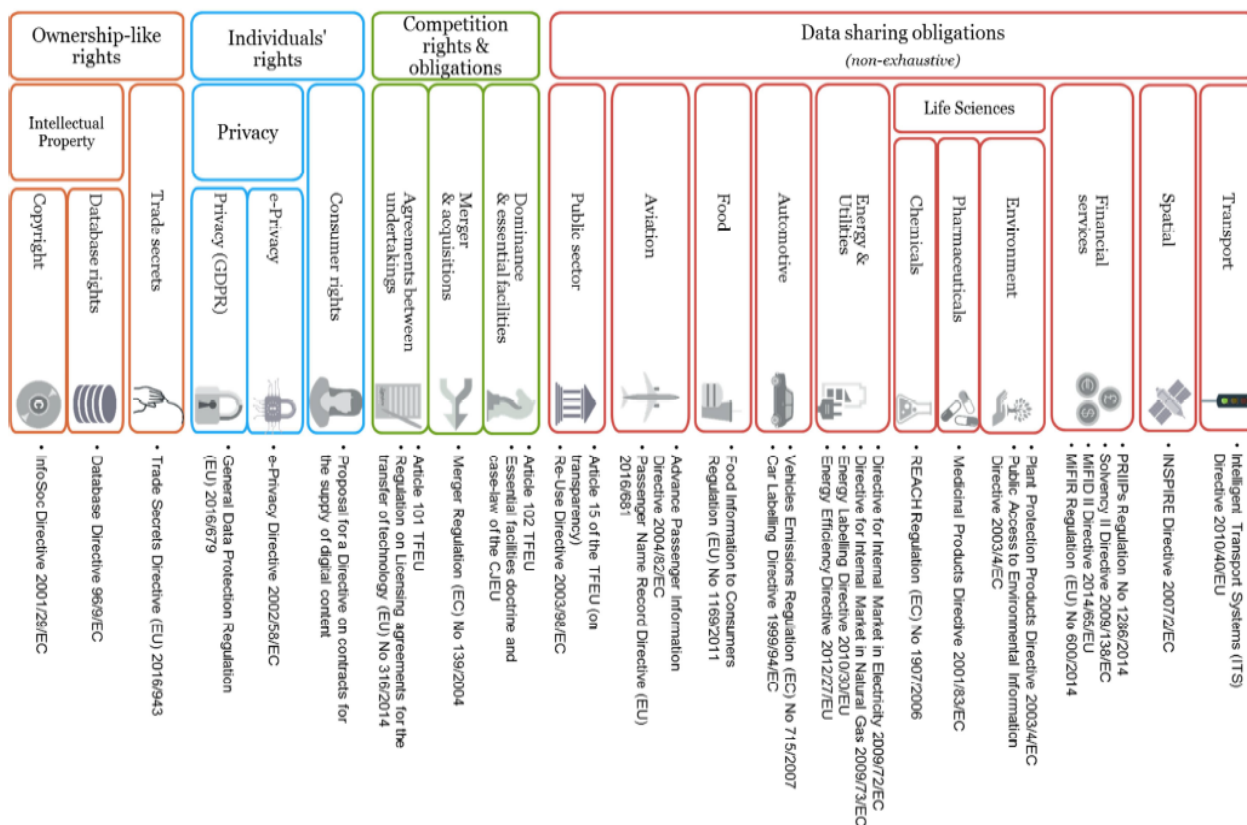 Ownership-like
rights
Individuals'
rights
Competition
rights &
obligations
Data sharing obligations
(non-exhaustive)
Intellectual
Property
Privacy
Life Sciences
Copyright
Database rights
Trade secrets
Privacy (GDPR)
e-Privacy
Consumer rights
Agreements between
undertakings
Merger
& acquisitions
Dominance
& essential facilities
Public sector
Aviation
Food
Automotive
Energy &
Utilities
Chemicals
Pharmaceuticals
Environment
Financial
services
Spatial
Transport
• InfoSoc Directive 2001/29/EC
• Database Directive 96/9/EC
• Trade Secrets Directive (EU) 2016/943
• General Data Protection Regulation
(EU) 2016/679
• e-Privacy Directive 2002/58/EC
• Proposal for a Directive on contracts for
the supply of digital content
• Article 101 TFEU
• Regulation on Licensing agreements for the
transfer of technology (EU) No 316/2014
• Merger Regulation (EC) No 139/2004
• Article 102 TFEU
• Essential facilities doctrine and
case-law of the CJEU
• Article 15 of the TFEU (on
transparency)
• Re-Use Directive 2003/98/EC
• Advance Passenger Information
Directive 2004/82/EC
• Passenger Name Record Directive (EU)
2016/681
• Food Information to Consumers
Regulation (EU) No 1169/2011
• Vehicles Emissions Regulation (EC) No 715/2007
• Car Labelling Directive 1999/94/EC
• Directive for Internal Market in Electricity 2009/72/EC
• Directive for Internal Market in Natural Gas 2009/73/EC
• Energy Labelling Directive 2010/30/EU
• Energy Efficiency Directive 2012/27/EU
• REACH Regulation (EC) No 1907/2006
• Medicinal Products Directive 2001/83/EC
• Plant Protection Products Directive 2003/4/EC
• Public Access to Environmental Information
Directive 2003/4/EC
• PRIIPs Regulation No 1286/2014
• Solvency II Directive 2009/138/EC
• MiFID II Directive 2014/65/EU
• MiFIR Regulation (EU) No 600/2014
• INSPIRE Directive 2007/2/EC
• Intelligent Transport Systems (ITS)
Directive 2010/40/EU